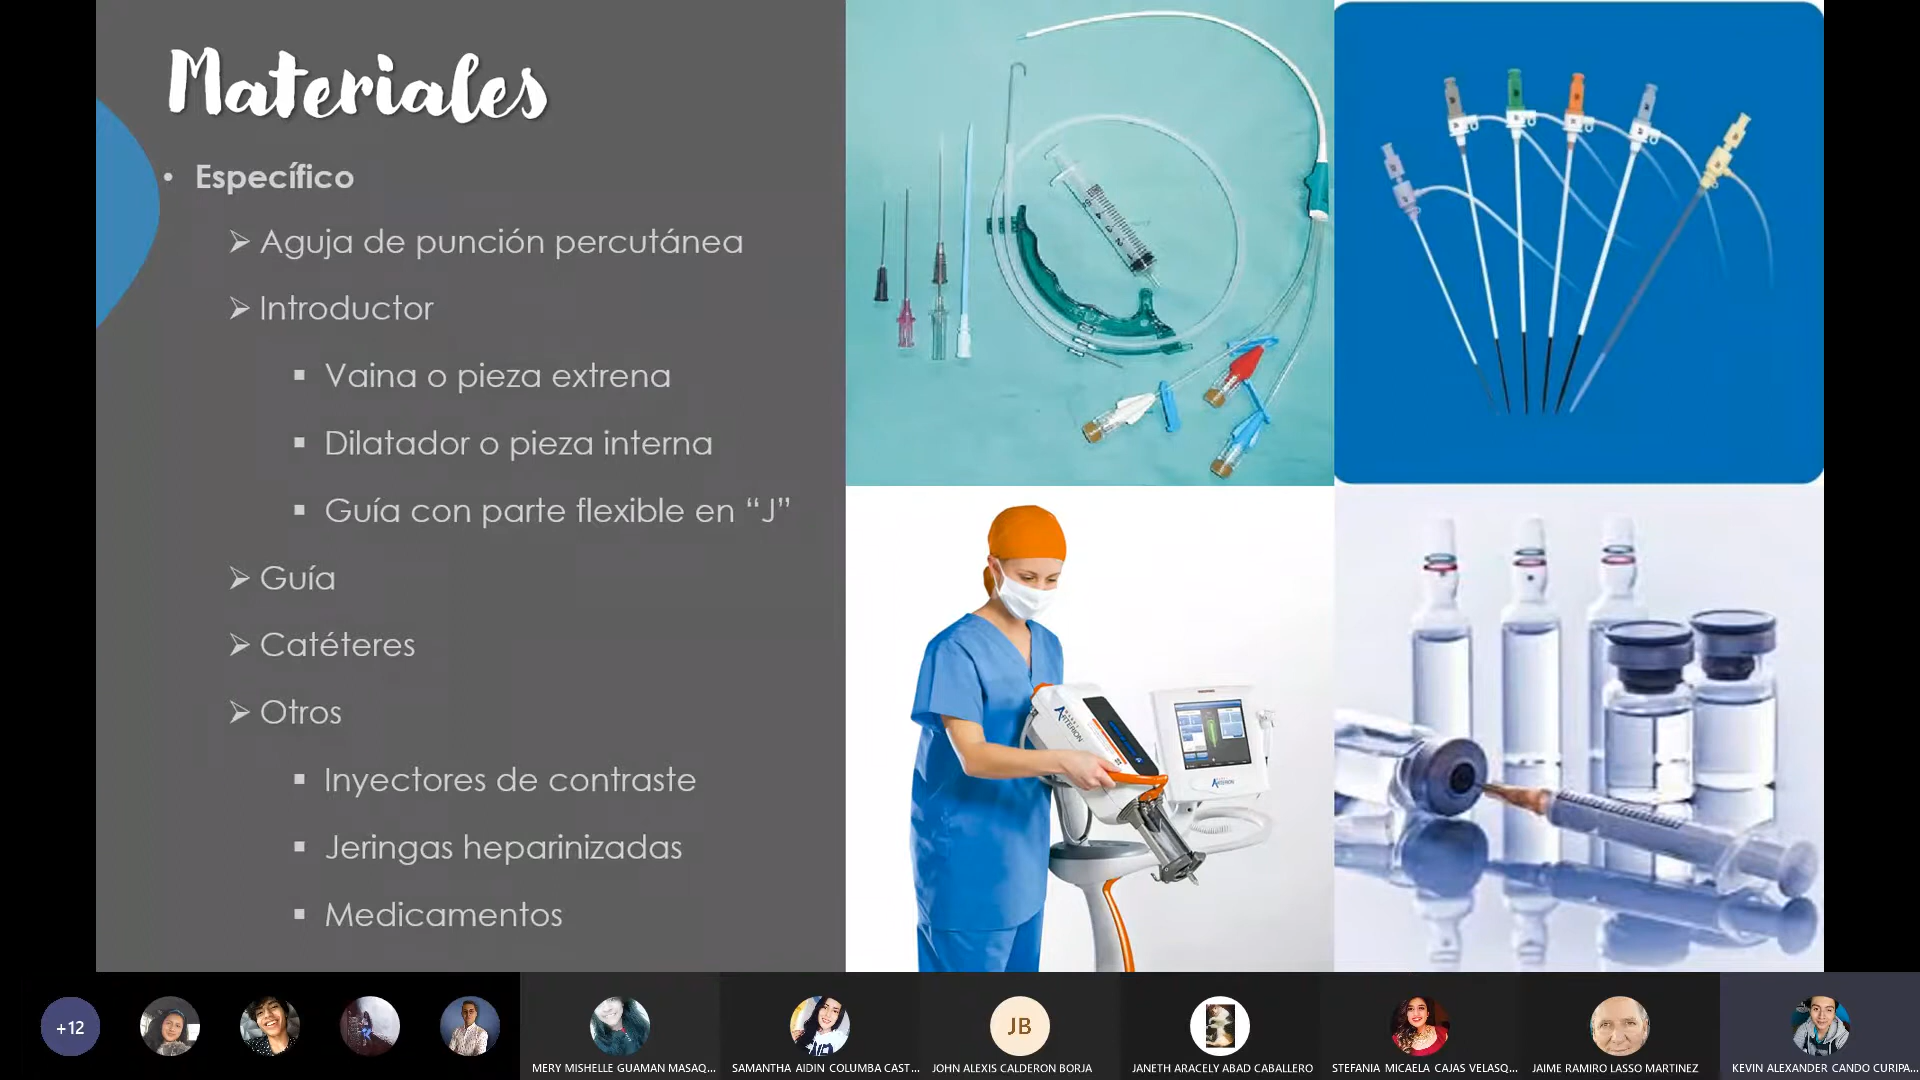 Materiales
• Específico
➢ Aguja de punción percutánea
➢ Introductor
▪ Vaina o pieza extrena
▪ Dilatador o pieza interna
▪ Guía con parte flexible en “J”
➢ Guía
➢ Catéteres
➢ Otros
▪ Inyectores de contraste
▪ Jeringas heparinizadas
▪ Medicamentos
ARTERION
ARTERION
+12
JB
MERY MISHELLE GUAMAN MASAQ...
SAMANTHA AIDIN COLUMBA CAST...
JOHN ALEXIS CALDERON BORJA
JANETH ARACELY ABAD CABALLERO
STEFANIA MICAELA CAJAS VELASQ...
JAIME RAMIRO LASSO MARTINEZ
KEVIN ALEXANDER CANDO CURIPA...